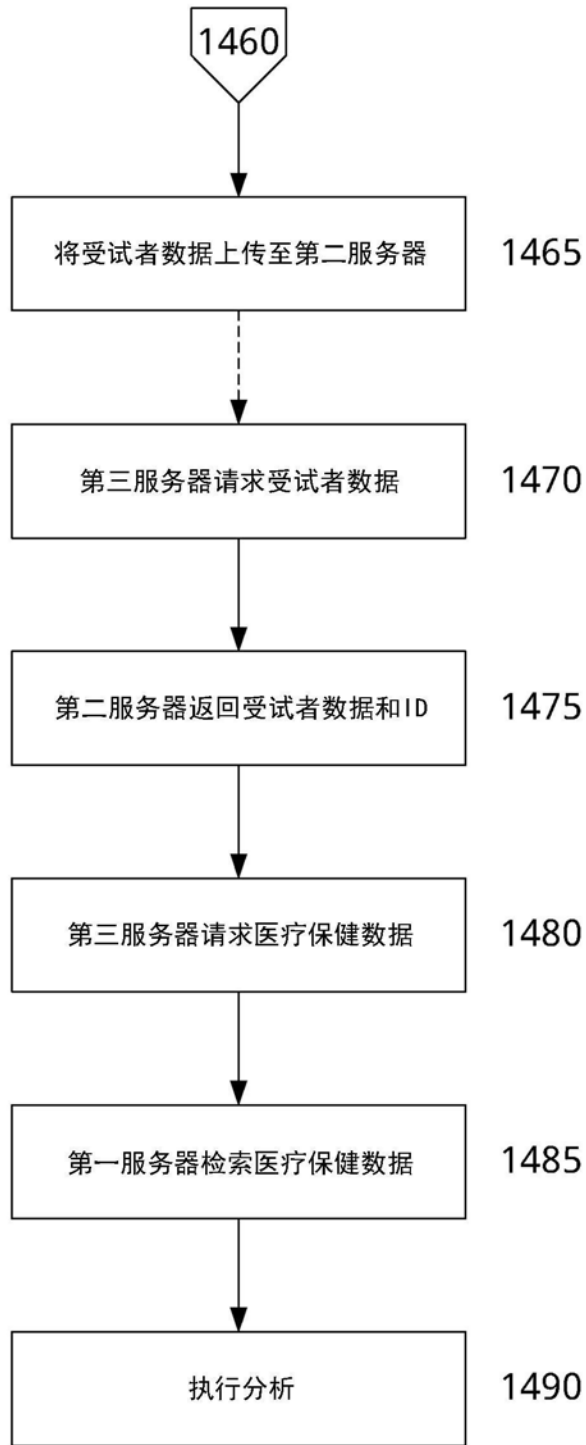 1460
将受试者数据上传至第二服务器
1465
第三服务器请求受试者数据
1470
第二服务器返回受试者数据和ID
1475
第三服务器请求医疗保健数据
1480
第一服务器检索医疗保健数据
1485
执行分析
1490